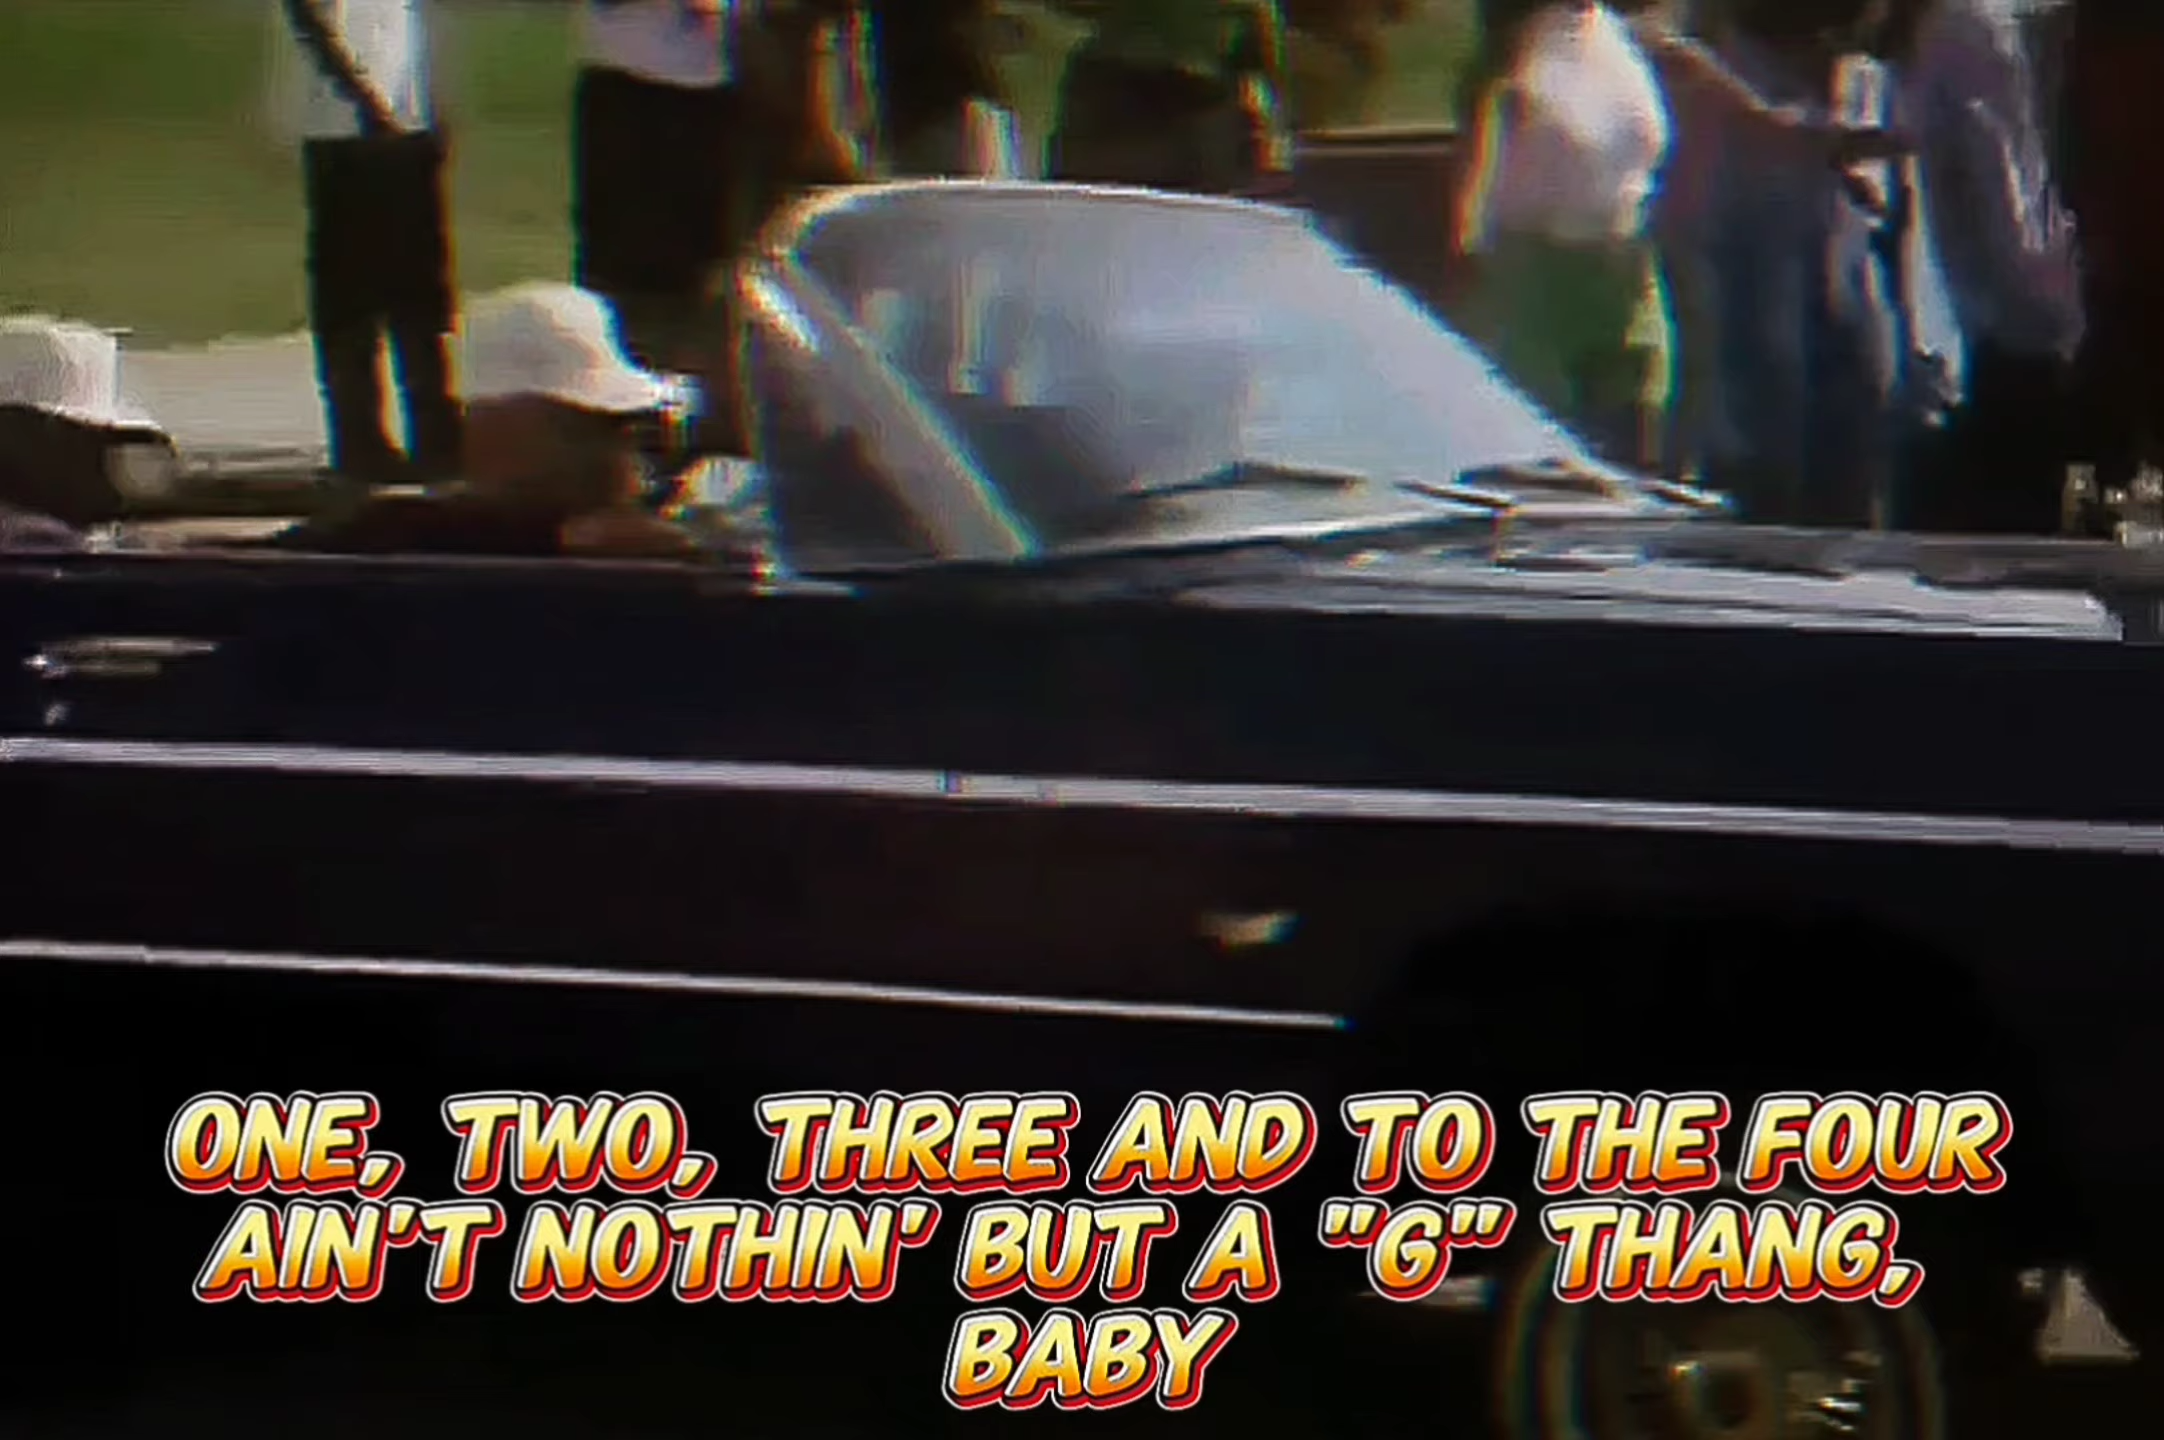 ONE, TWO, THREE AND TO THE FOUR
AIN'T NOTHIN' BUT A "G" THANG,
BABY